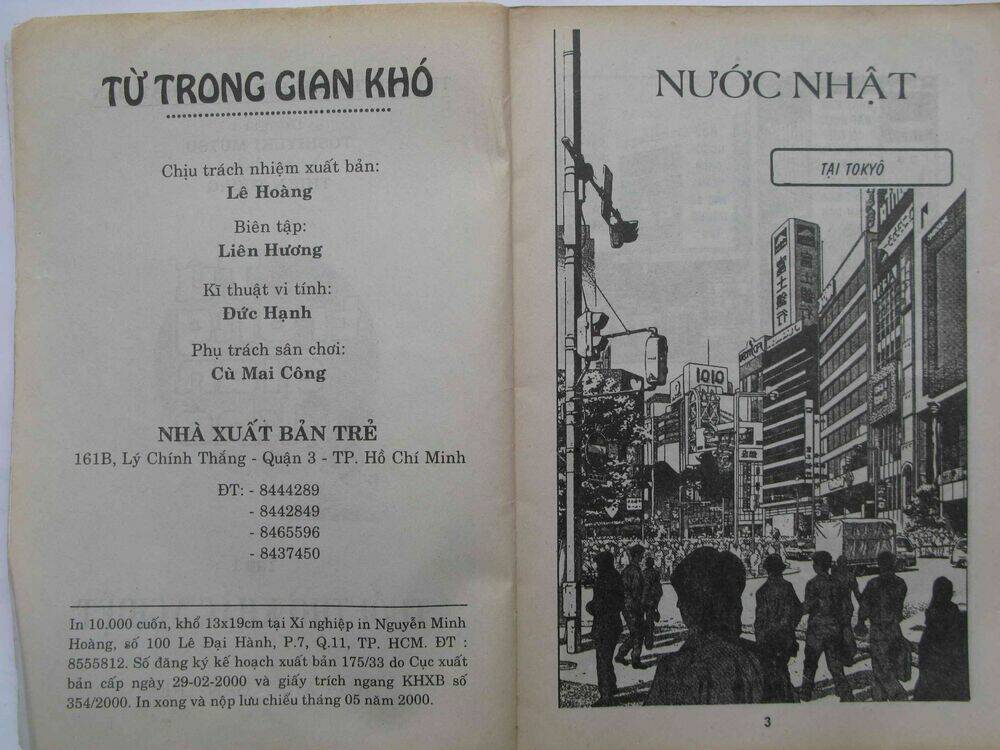 TỪ TRONG GIAN KHÓ
Chịu trách nhiệm xuất bản:
Lê Hoàng
Biên tập:
Liên Hương
Kĩ thuật vi tính:
Đức Hạnh
Phụ trách sân chơi:
Cù Mai Công
NHÀ XUẤT BẢN TRẺ
161B, Lý Chính Thắng - Quận 3 - TP. Hồ Chí Minh
ĐT: - 8444289
- 8442849
- 8465596
- 8437450
In 10.000 cuốn, khổ 13x19cm tại Xí nghiệp in Nguyễn Minh
Hoàng, số 100 Lê Đại Hành, P.7, Q.11, TP. HCM. ĐT :
8555812. Số đăng ký kế hoạch xuất bản 175/33 do Cục xuất
bản cấp ngày 29-02-2000 và giấy trích ngang KHXB số
354/2000. In xong và nộp lưu chiểu tháng 05 năm 2000.
NƯỚC NHẬT
TẠI TOKYÔ
富士銀行
1010
3